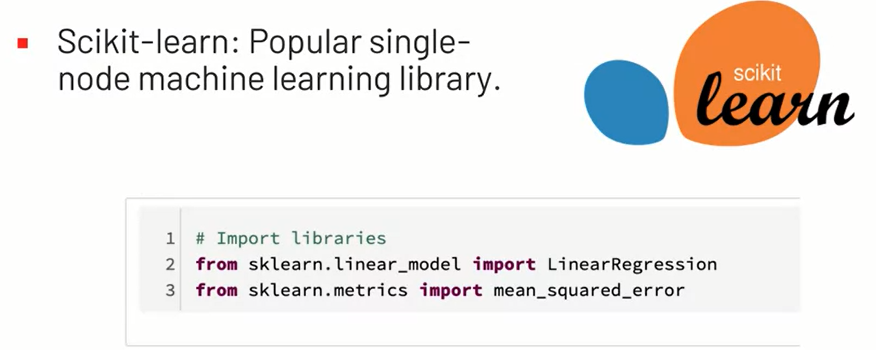 Scikit-learn: Popular single-
node machine learning library.
scikit
learn
1 # Import libraries
2 from sklearn.linear_model import LinearRegression
3 from sklearn.metrics import mean_squared_error